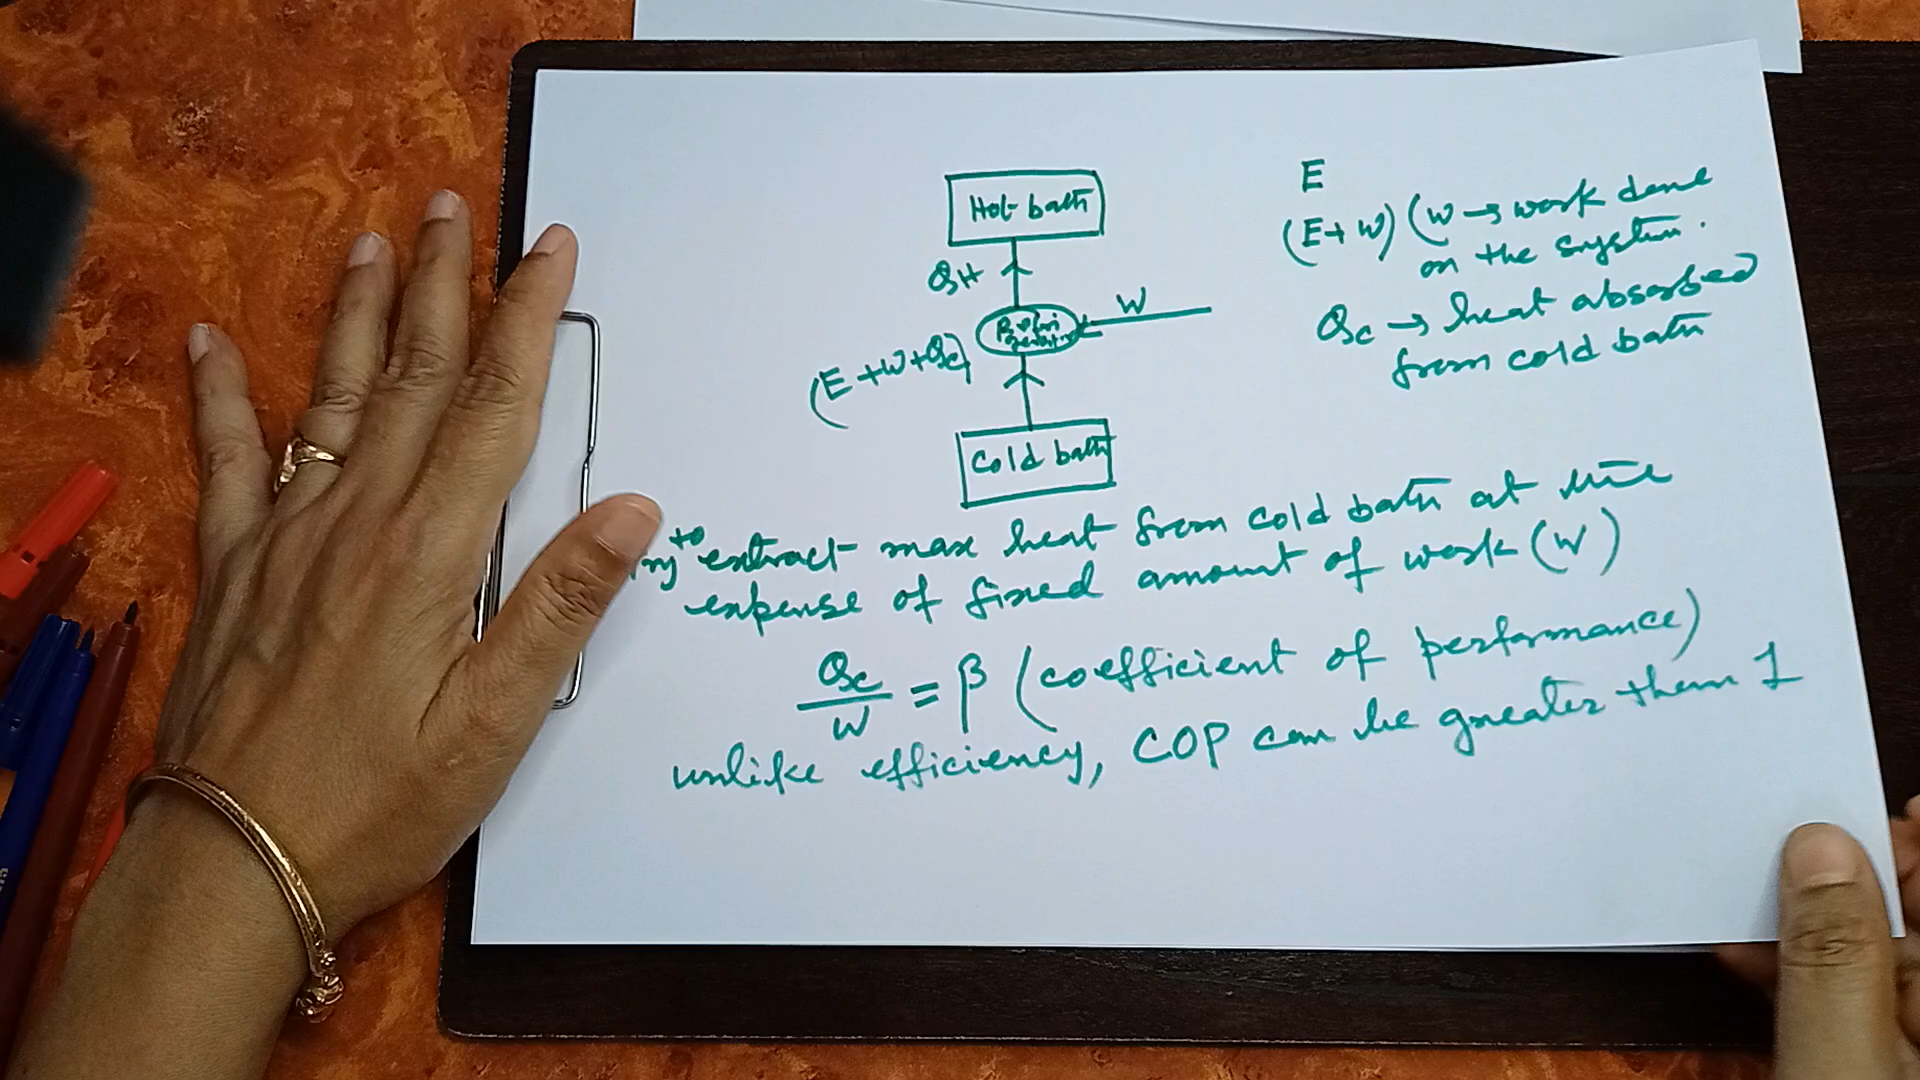 Hot bath
QH
W
(E+W+Qc)
Cold bath
E
(E+W) (W → work done
on the system.
Qc → heat absorbed
from cold bath
to extract max heat from cold bath at the
expense of fixed amount of work (W)
Qc/W = β (coefficient of performance)
unlike efficiency, COP can be greater than 1